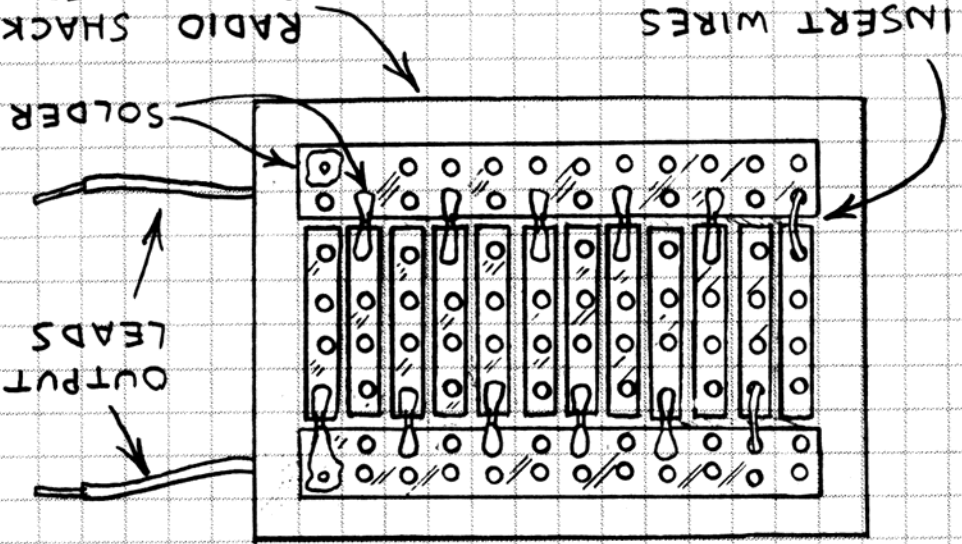 OUTPUT
LEADS
SOLDER
INSERT WIRES
RADIO SHACK